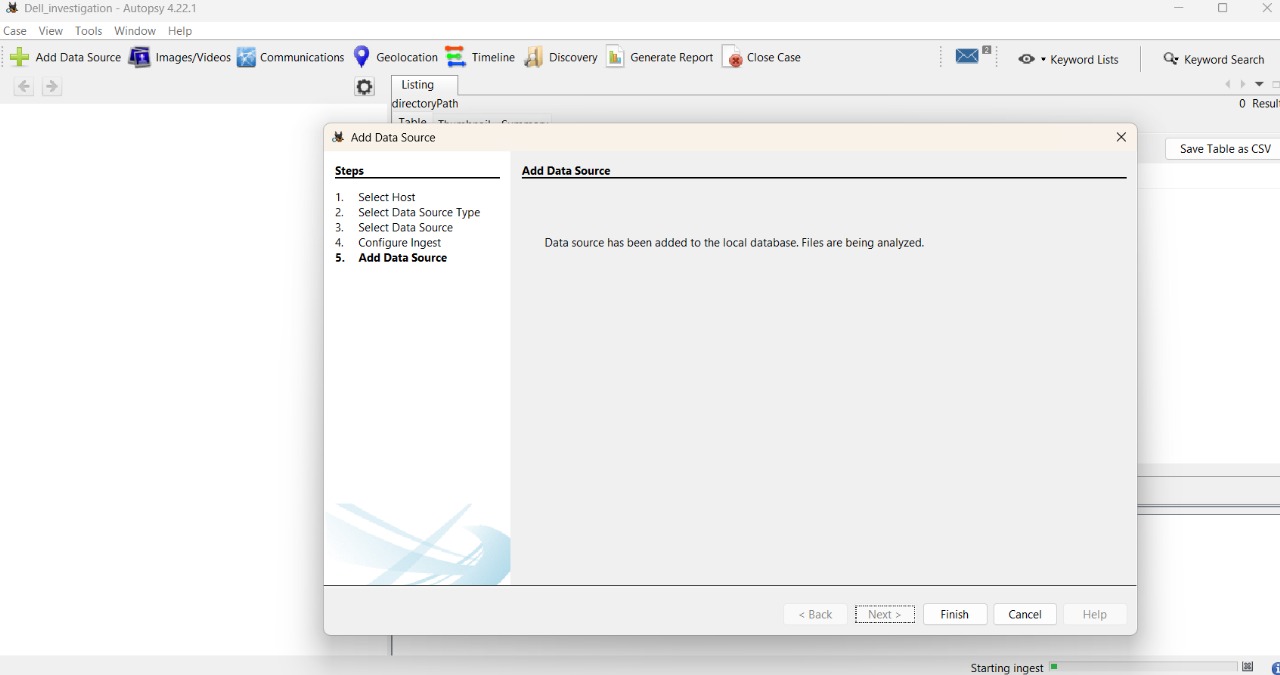 Dell_investigation - Autopsy 4.22.1
Case View Tools Window Help
Add Data Source Images/Videos Communications Geolocation Timeline Discovery Generate Report Close Case 2 Keyword Lists Keyword Search
Listing
directoryPath
0 Result
Table Thumbnail Summary
Add Data Source
Save Table as CSV
Steps
1. Select Host
2. Select Data Source Type
3. Select Data Source
4. Configure Ingest
5. Add Data Source
Add Data Source
Data source has been added to the local database. Files are being analyzed.
< Back Next > Finish Cancel Help
Starting ingest